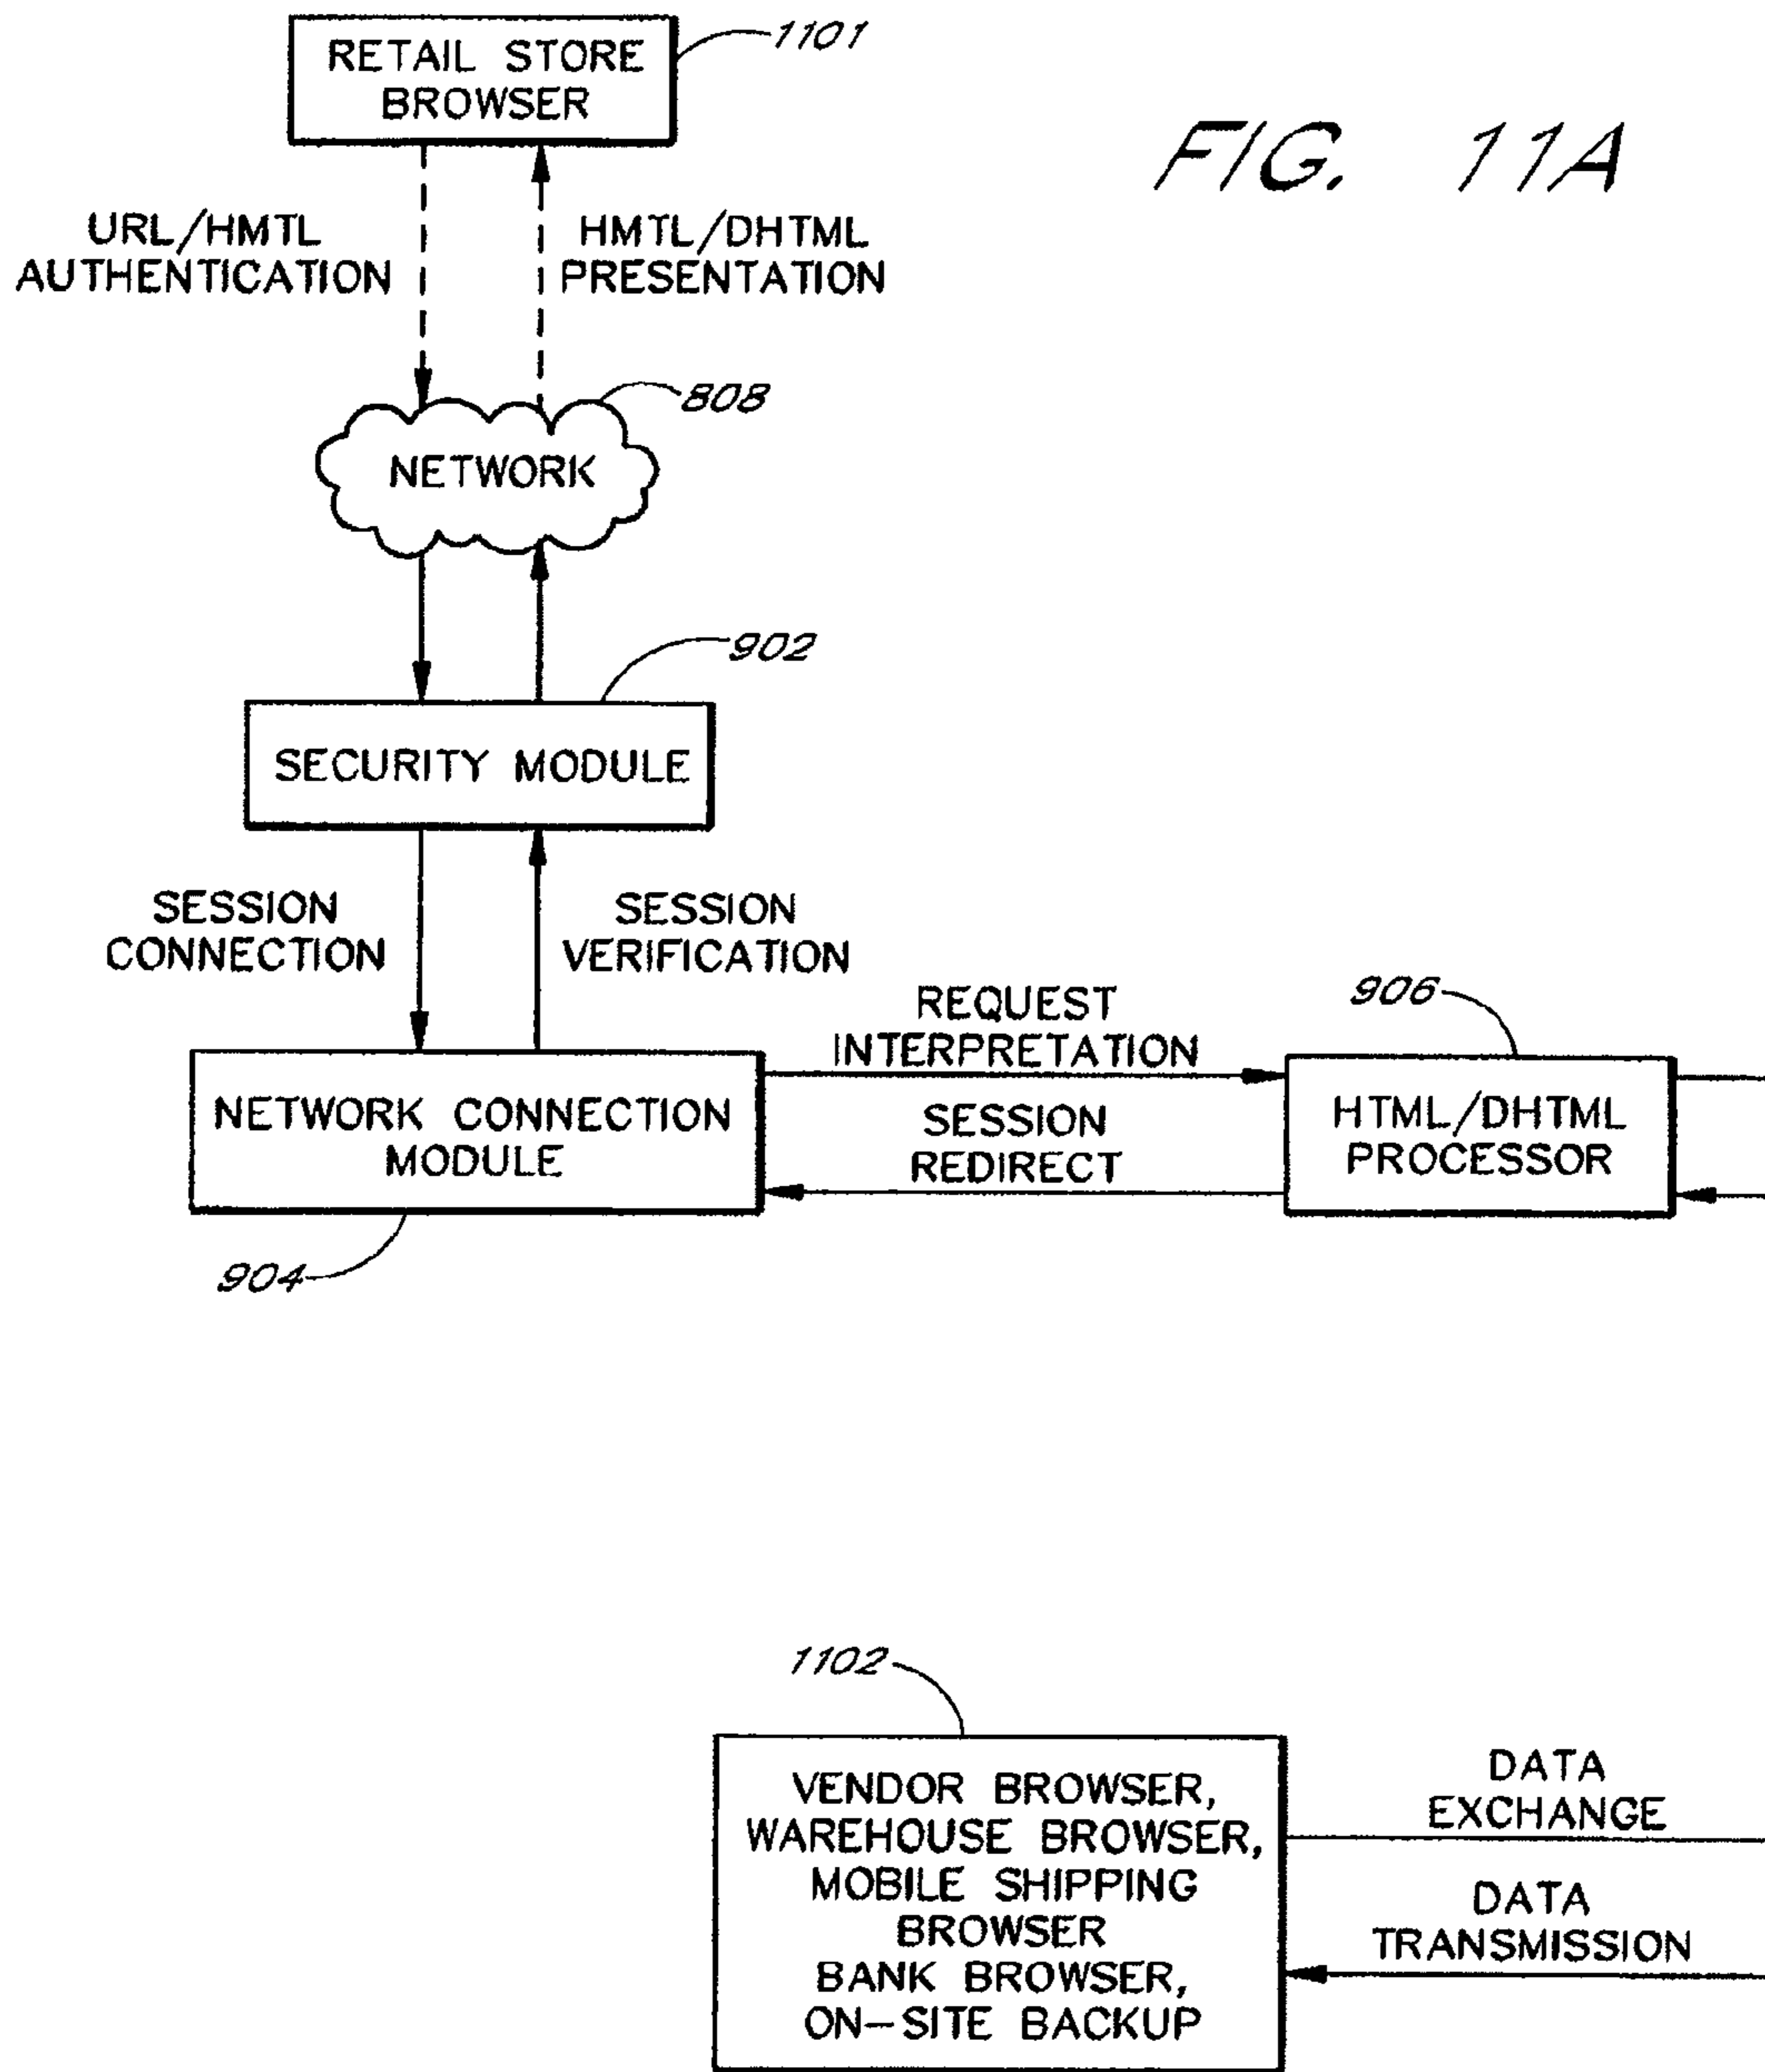 1101
RETAIL STORE
BROWSER
FIG. 11A
URL/HMTL
AUTHENTICATION
HMTL/DHTML
PRESENTATION
808
NETWORK
902
SECURITY MODULE
SESSION
CONNECTION
SESSION
VERIFICATION
REQUEST
INTERPRETATION
906
NETWORK CONNECTION
MODULE
SESSION
REDIRECT
HTML/DHTML
PROCESSOR
904
1102
VENDOR BROWSER,
WAREHOUSE BROWSER,
MOBILE SHIPPING
BROWSER
BANK BROWSER,
ON-SITE BACKUP
DATA
EXCHANGE
DATA
TRANSMISSION